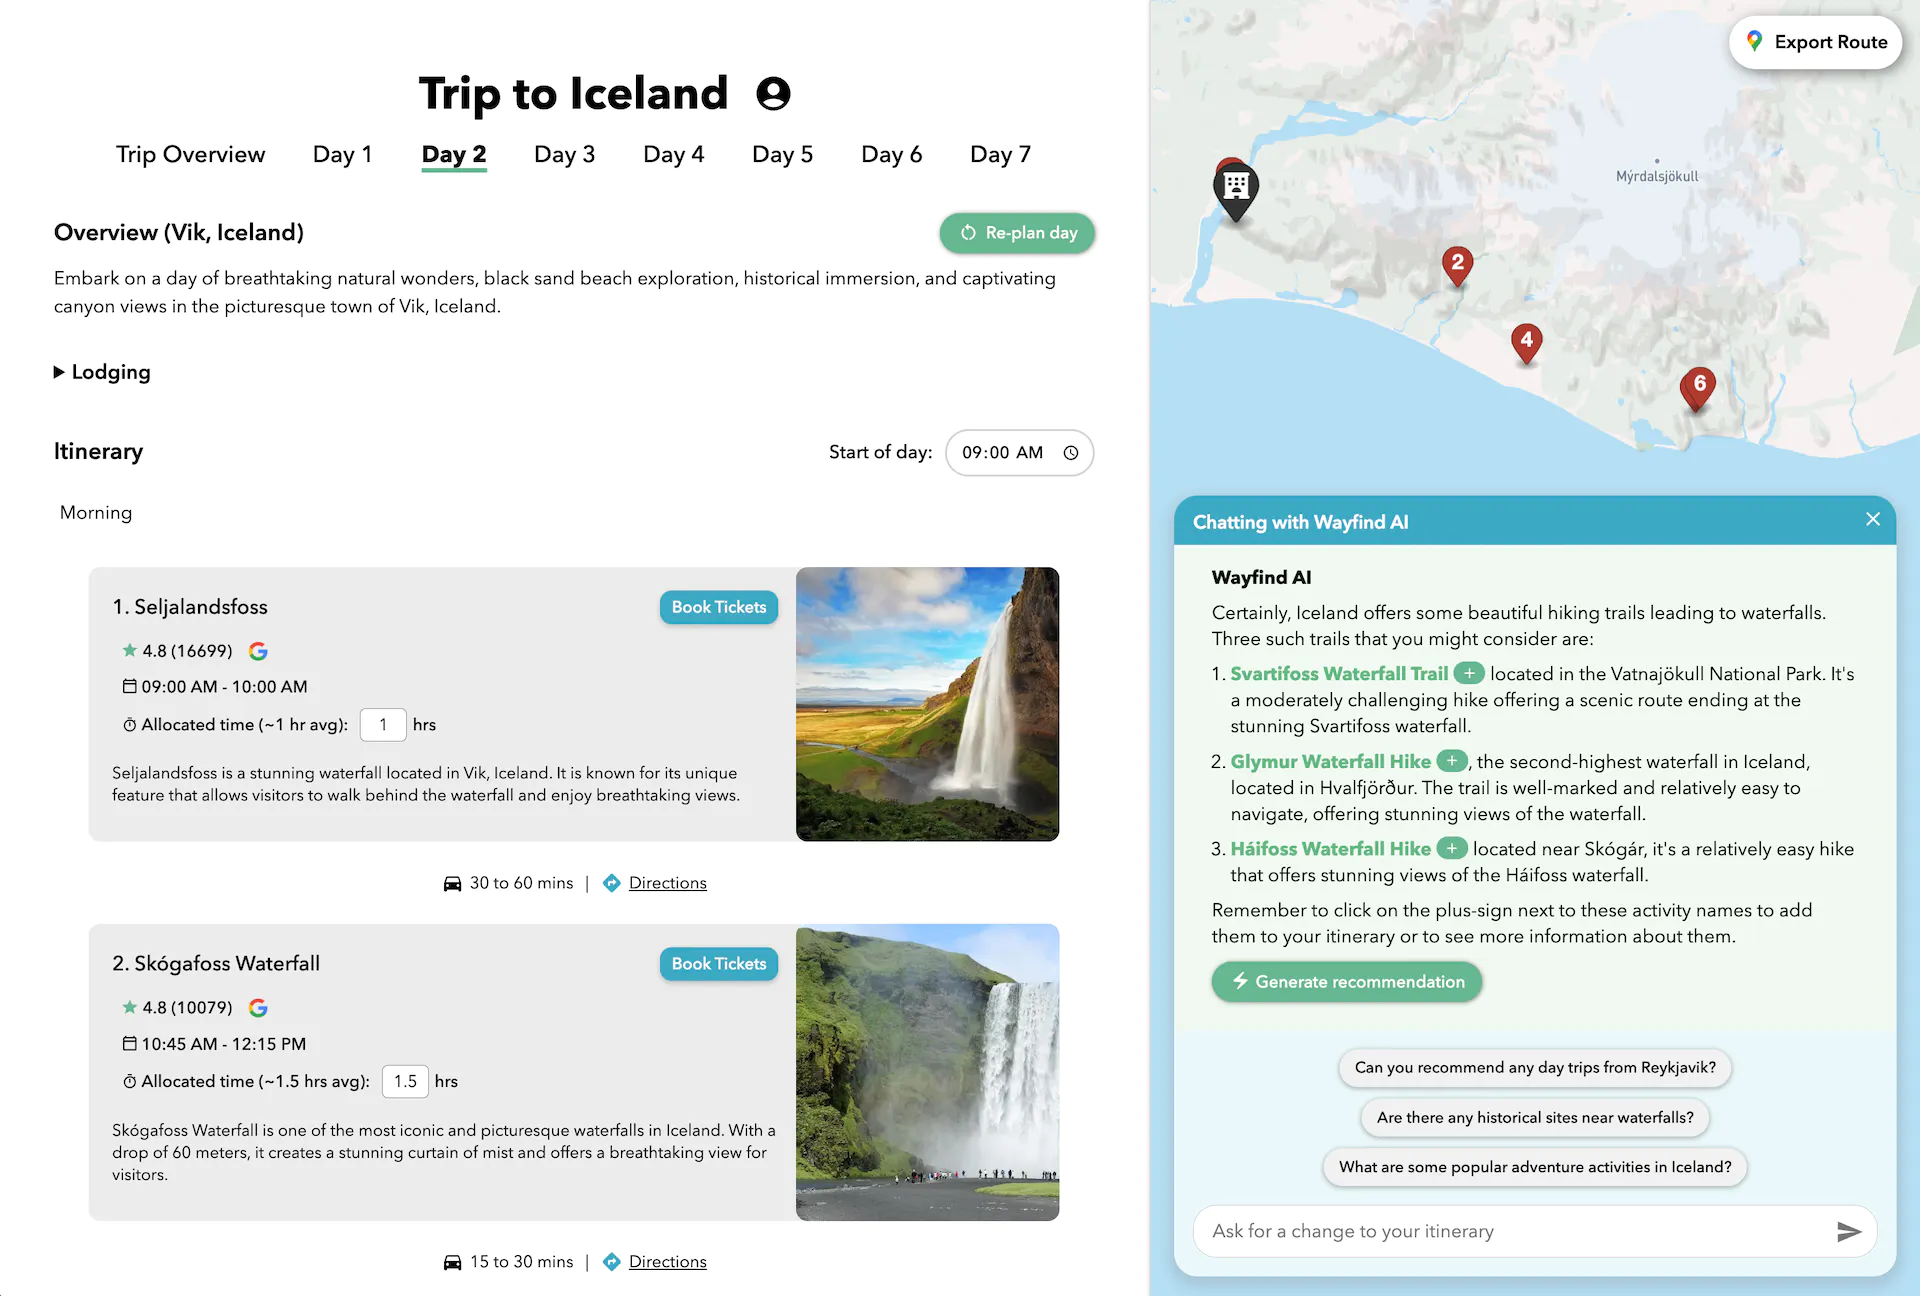 Trip to Iceland
Trip Overview
Day 1
Day 2
Day 3
Day 4
Day 5
Day 6
Day 7
Overview (Vik, Iceland)
Re-plan day
Embark on a day of breathtaking natural wonders, black sand beach exploration, historical immersion, and captivating
canyon views in the picturesque town of Vik, Iceland.
Lodging
Itinerary
Start of day:
09:00 AM
Morning
1. Seljalandsfoss
Book Tickets
4.8 (16699)
09:00 AM - 10:00 AM
Allocated time (~1 hr avg): 1 hrs
Seljalandsfoss is a stunning waterfall located in Vik, Iceland. It is known for its unique
feature that allows visitors to walk behind the waterfall and enjoy breathtaking views.
30 to 60 mins | Directions
2. Skógafoss Waterfall
Book Tickets
4.8 (10079)
10:45 AM - 12:15 PM
Allocated time (~1.5 hrs avg): 1.5 hrs
Skógafoss Waterfall is one of the most iconic and picturesque waterfalls in Iceland. With a
drop of 60 meters, it creates a stunning curtain of mist and offers a breathtaking view for
visitors.
15 to 30 mins | Directions
Export Route
Mýrdalsjökull
2
4
6
Chatting with Wayfind AI
Wayfind AI
Certainly, Iceland offers some beautiful hiking trails leading to waterfalls.
Three such trails that you might consider are:
1. Svartifoss Waterfall Trail + located in the Vatnajökull National Park. It's
a moderately challenging hike offering a scenic route ending at the
stunning Svartifoss waterfall.
2. Glymur Waterfall Hike +, the second-highest waterfall in Iceland,
located in Hvalfjörður. The trail is well-marked and relatively easy to
navigate, offering stunning views of the waterfall.
3. Háifoss Waterfall Hike + located near Skógár, it's a relatively easy hike
that offers stunning views of the Háifoss waterfall.
Remember to click on the plus-sign next to these activity names to add
them to your itinerary or to see more information about them.
Generate recommendation
Can you recommend any day trips from Reykjavik?
Are there any historical sites near waterfalls?
What are some popular adventure activities in Iceland?
Ask for a change to your itinerary